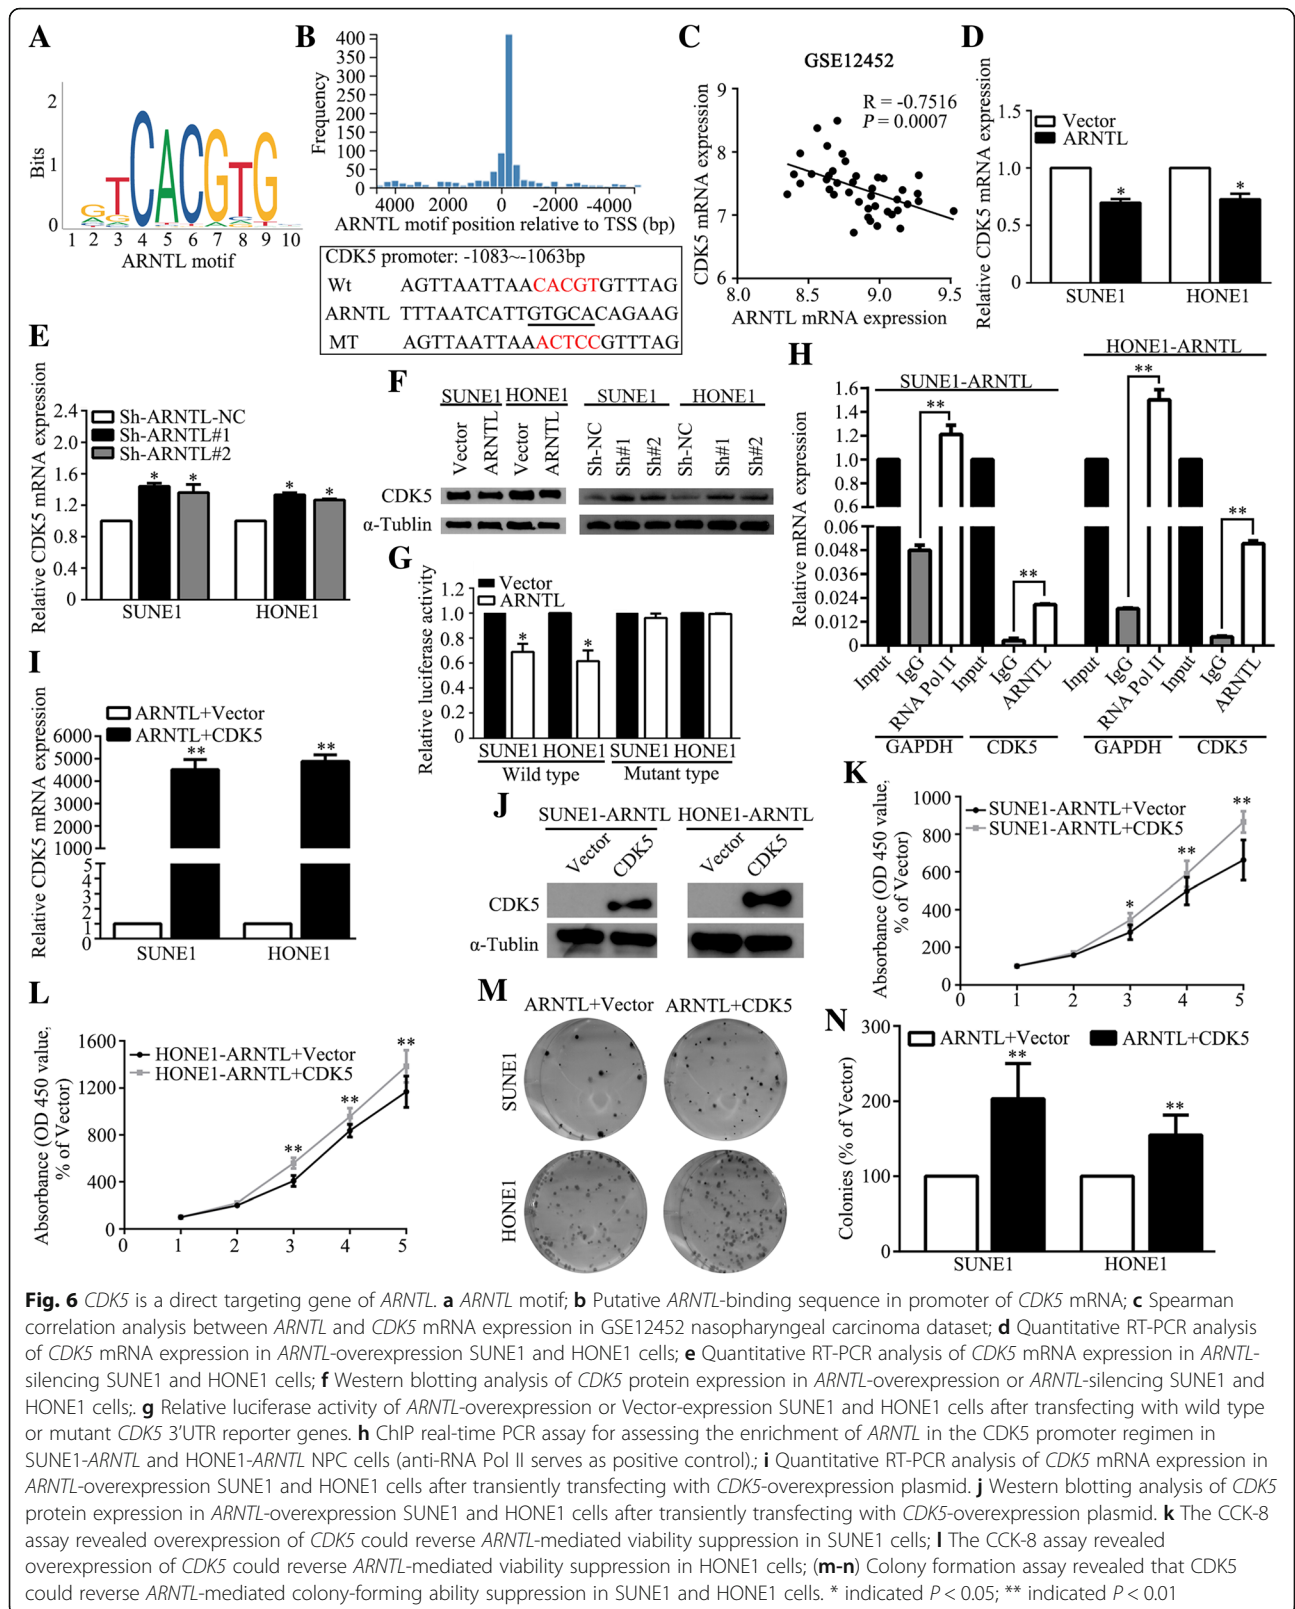 A
2
1
0
Bits
G T CACGTG
1 2 3 4 5 6 7 8 9 10
ARNTL motif
B
400
350
300
250
200
150
100
50
0
Frequency
4000 2000 0 -2000 -4000
ARNTL motif position relative to TSS (bp)
CDK5 promoter: -1083~-1063bp
Wt AGTTAATTAACACGTGTTTAG
ARNTL TTTAATCATTGTGCACAGAAG
MT AGTTAATTAAACTCCGTTTAG
C
GSE12452
R = -0.7516
P = 0.0007
9
8
7
6
CDK5 mRNA expression
8.0 8.5 9.0 9.5
ARNTL mRNA expression
D
Relative CDK5 mRNA expression
1.5
1.0
0.5
0
Vector
ARNTL
* *
SUNE1 HONE1
E
Relative CDK5 mRNA expression
2.4
2.0
1.6
1.2
0.8
0.4
0
Sh-ARNTL-NC
Sh-ARNTL#1
Sh-ARNTL#2
* * * *
SUNE1 HONE1
F
SUNE1 HONE1 SUNE1 HONE1
Vector ARNTL Vector ARNTL Sh-NC Sh#1 Sh#2 Sh-NC Sh#1 Sh#2
CDK5
α-Tublin
G
Relative luciferase activity
1.2
1.0
0.8
0.6
0.4
0.2
0
Vector
ARNTL
* *
SUNE1 HONE1 SUNE1 HONE1
Wild type Mutant type
H
HONE1-ARNTL
SUNE1-ARNTL
Relative mRNA expression
1.6
1.4
1.2
1.0
0.8
0.6
0.06
0.048
0.036
0.024
0.012
0
** ** ** **
Input IgG RNA Pol II Input IgG ARNTL Input IgG RNA Pol II Input IgG ARNTL
GAPDH CDK5 GAPDH CDK5
I
Relative CDK5 mRNA expression
ARNTL+Vector
ARNTL+CDK5
6000
5000
4000
3000
2000
1000
5
4
3
2
1
0
** **
SUNE1 HONE1
J
SUNE1-ARNTL HONE1-ARNTL
Vector CDK5 Vector CDK5
CDK5
α-Tublin
K
Absorbance (OD 450 value,
% of Vector)
1000
800
600
400
200
0
SUNE1-ARNTL+Vector
SUNE1-ARNTL+CDK5
* ** **
0 1 2 3 4 5
L
Absorbance (OD 450 value,
% of Vector)
1600
1200
800
400
0
HONE1-ARNTL+Vector
HONE1-ARNTL+CDK5
** ** **
0 1 2 3 4 5
M
ARNTL+Vector ARNTL+CDK5
SUNE1
HONE1
N
Colonies (% of Vector)
300
200
100
0
ARNTL+Vector ARNTL+CDK5
** **
SUNE1 HONE1
Fig. 6 CDK5 is a direct targeting gene of ARNTL. a ARNTL motif; b Putative ARNTL-binding sequence in promoter of CDK5 mRNA; c Spearman
correlation analysis between ARNTL and CDK5 mRNA expression in GSE12452 nasopharyngeal carcinoma dataset; d Quantitative RT-PCR analysis
of CDK5 mRNA expression in ARNTL-overexpression SUNE1 and HONE1 cells; e Quantitative RT-PCR analysis of CDK5 mRNA expression in ARNTL-
silencing SUNE1 and HONE1 cells; f Western blotting analysis of CDK5 protein expression in ARNTL-overexpression or ARNTL-silencing SUNE1 and
HONE1 cells;. g Relative luciferase activity of ARNTL-overexpression or Vector-expression SUNE1 and HONE1 cells after transfecting with wild type
or mutant CDK5 3'UTR reporter genes. h ChIP real-time PCR assay for assessing the enrichment of ARNTL in the CDK5 promoter regimen in
SUNE1-ARNTL and HONE1-ARNTL NPC cells (anti-RNA Pol II serves as positive control).; i Quantitative RT-PCR analysis of CDK5 mRNA expression in
ARNTL-overexpression SUNE1 and HONE1 cells after transiently transfecting with CDK5-overexpression plasmid. j Western blotting analysis of CDK5
protein expression in ARNTL-overexpression SUNE1 and HONE1 cells after transiently transfecting with CDK5-overexpression plasmid. k The CCK-8
assay revealed overexpression of CDK5 could reverse ARNTL-mediated viability suppression in SUNE1 cells; l The CCK-8 assay revealed
overexpression of CDK5 could reverse ARNTL-mediated viability suppression in HONE1 cells; (m-n) Colony formation assay revealed that CDK5
could reverse ARNTL-mediated colony-forming ability suppression in SUNE1 and HONE1 cells. * indicated P < 0.05; ** indicated P < 0.01